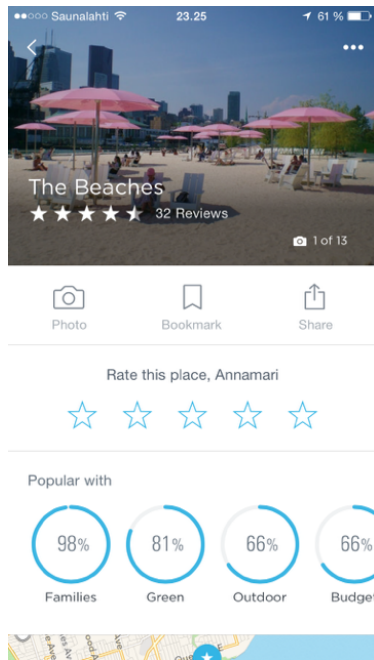 Saunalahti 23.25 61 %
The Beaches
32 Reviews
1 of 13
Photo Bookmark Share
Rate this place, Annamari
Popular with
98% 81% 66% 66%
Families Green Outdoor Budge